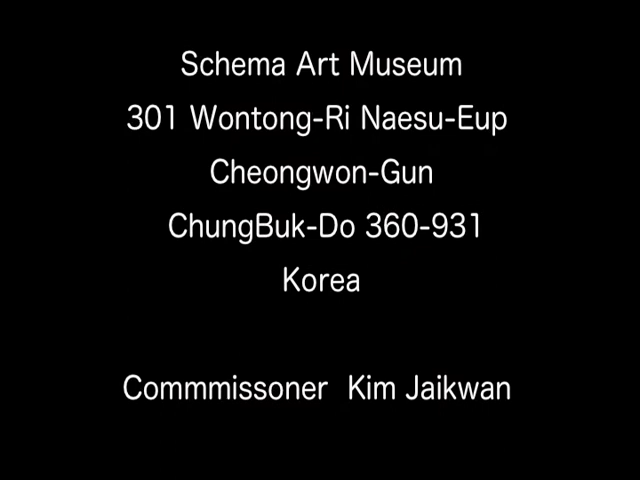 Schema Art Museum
301 Wontong-Ri Naesu-Eup
Cheongwon-Gun
ChungBuk-Do 360-931
Korea
Commmissoner Kim Jaikwan